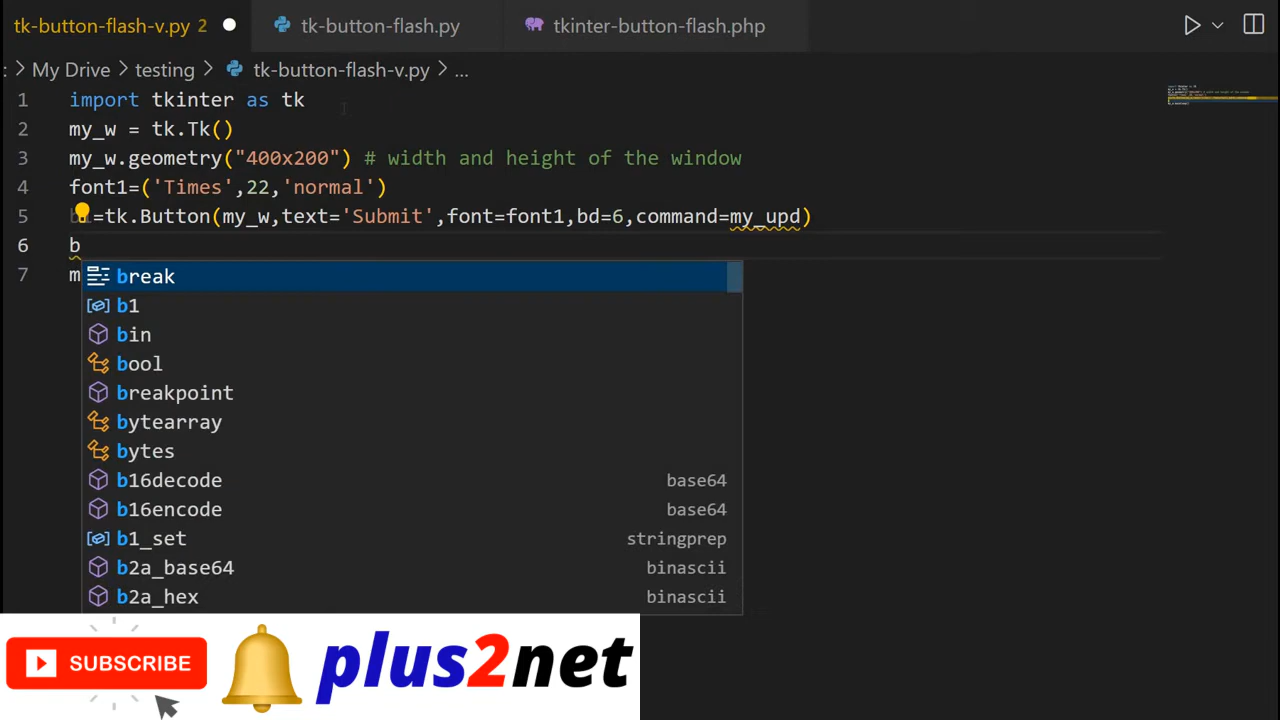 tk-button-flash-v.py 2 tk-button-flash.py tkinter-button-flash.php
: My Drive > testing > tk-button-flash-v.py > ...
1 import tkinter as tk
2 my_w = tk.Tk()
3 my_w.geometry("400x200") # width and height of the window
4 font1=('Times',22,'normal')
5 =tk.Button(my_w,text='Submit',font=font1,bd=6,command=my_upd)
6 b
7 m
break
b1
bin
bool
breakpoint
bytearray
bytes
b16decode base64
b16encode base64
b1_set stringprep
b2a_base64 binascii
b2a_hex binascii
SUBSCRIBE plus2net